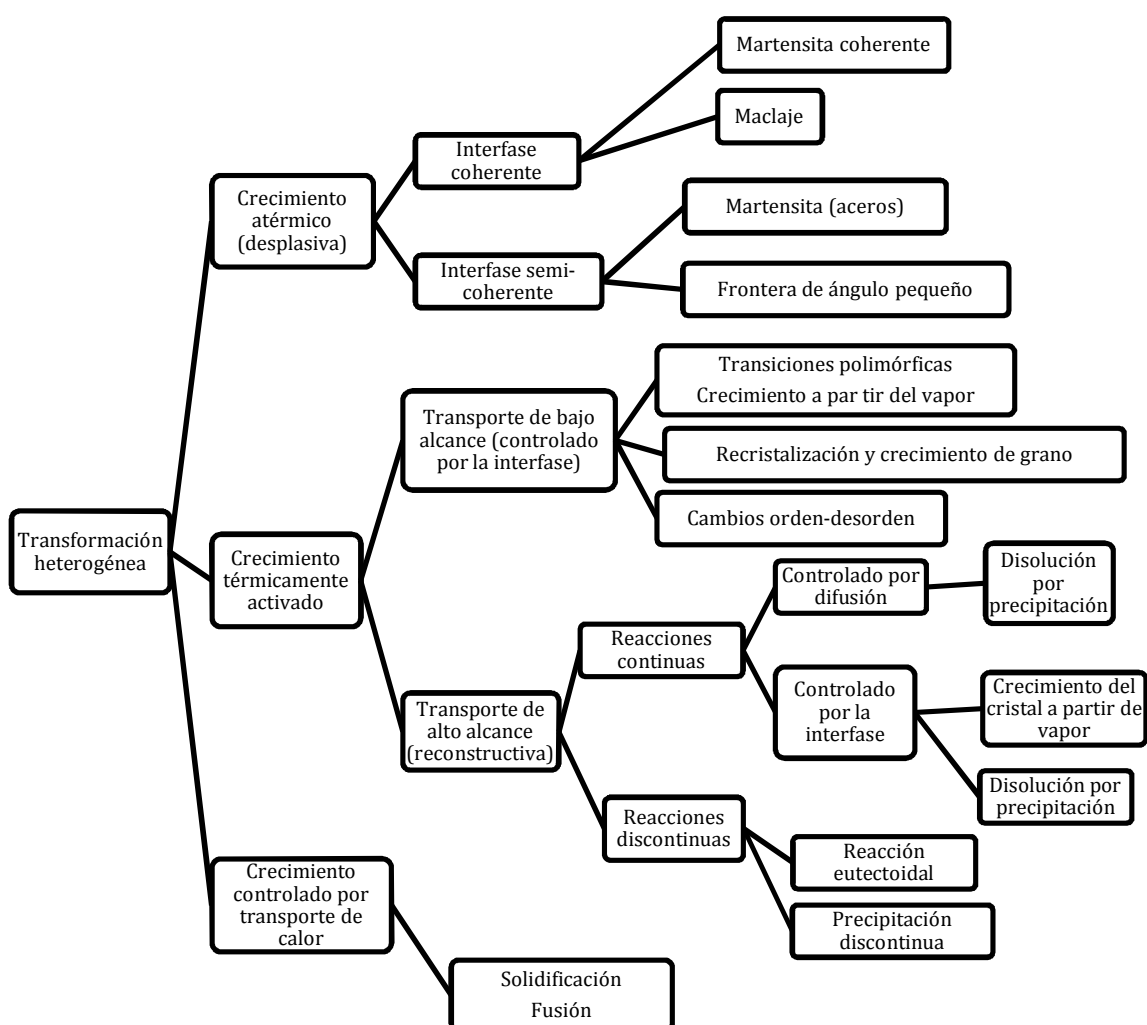 Martensita coherente
Maclaje
Interfase
coherente
Crecimiento
atérmico
(desplasiva)
Martensita (aceros)
Interfase semi-
coherente
Frontera de ángulo pequeño
Transiciones polimórficas
Crecimiento a par tir del vapor
Transporte de bajo
alcance (controlado
por la interfase)
Recristalización y crecimiento de grano
Cambios orden-desorden
Transformación
heterogénea
Crecimiento
térmicamente
activado
Controlado por
difusión
Disolución
por
precipitación
Reacciones
continuas
Controlado
por la
interfase
Crecimiento del
cristal a partir de
vapor
Transporte de
alto alcance
(reconstructiva)
Disolución por
precipitación
Reacciones
discontinuas
Reacción
eutectoidal
Precipitación
discontinua
Crecimiento
controlado por
transporte de
calor
Solidificación
Fusión